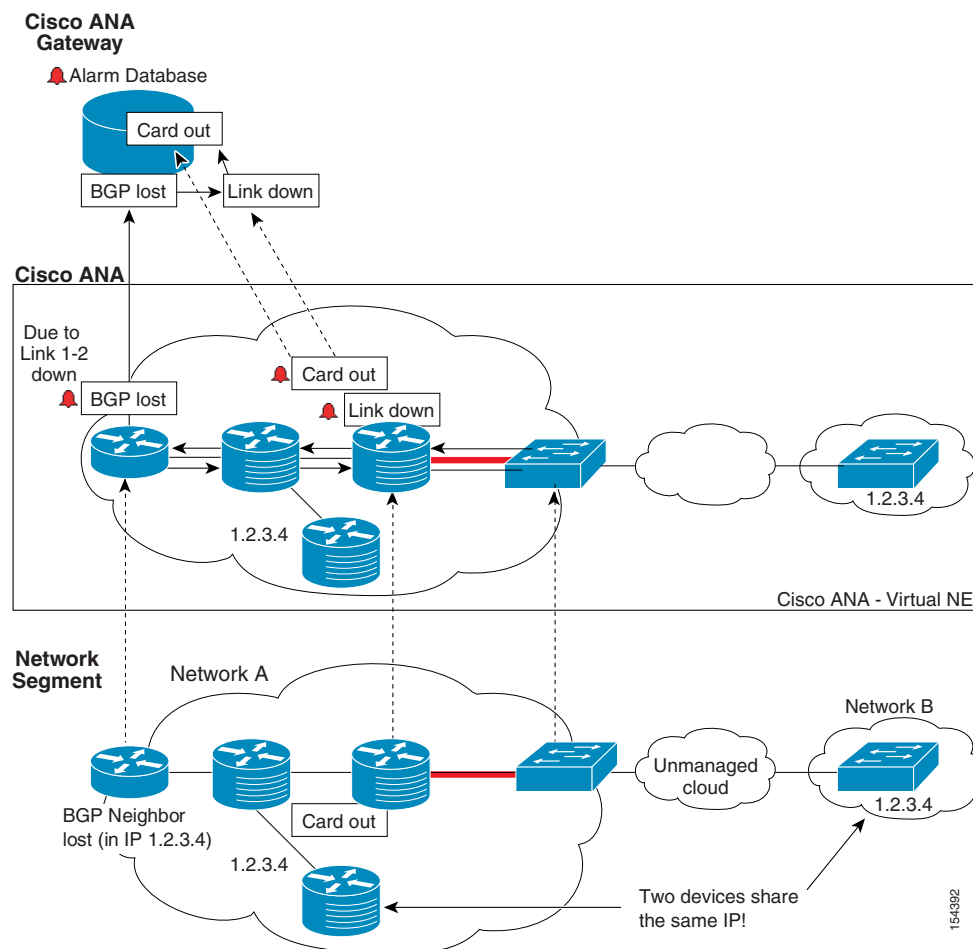 Cisco ANA
Gateway
Alarm Database
Card out
BGP lost
Link down
Cisco ANA
Due to
Link 1-2
down
BGP lost
Card out
Link down
1.2.3.4
1.2.3.4
Cisco ANA - Virtual NE
Network
Segment
Network A
Network B
Unmanaged
cloud
1.2.3.4
BGP Neighbor
lost (in IP 1.2.3.4)
Card out
1.2.3.4
Two devices share
the same IP!
154392